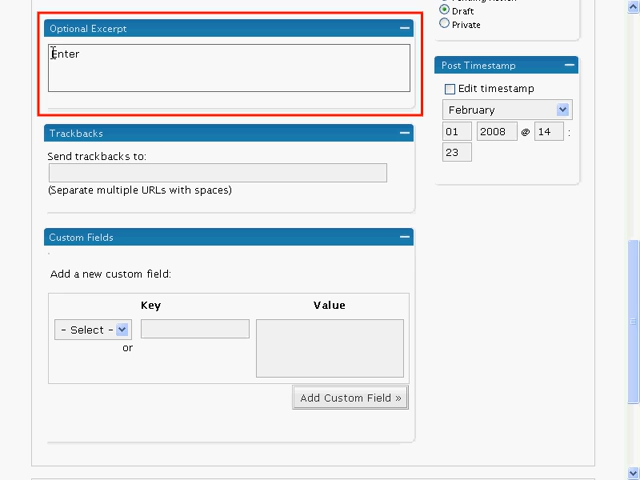 Optional Excerpt
Enter
Trackbacks
Send trackbacks to:
(Separate multiple URLs with spaces)
Custom Fields
Add a new custom field:
Key Value
- Select -
or
Add Custom Field »
Draft
Private
Post Timestamp
Edit timestamp
February
01 2008 @ 14 :
23